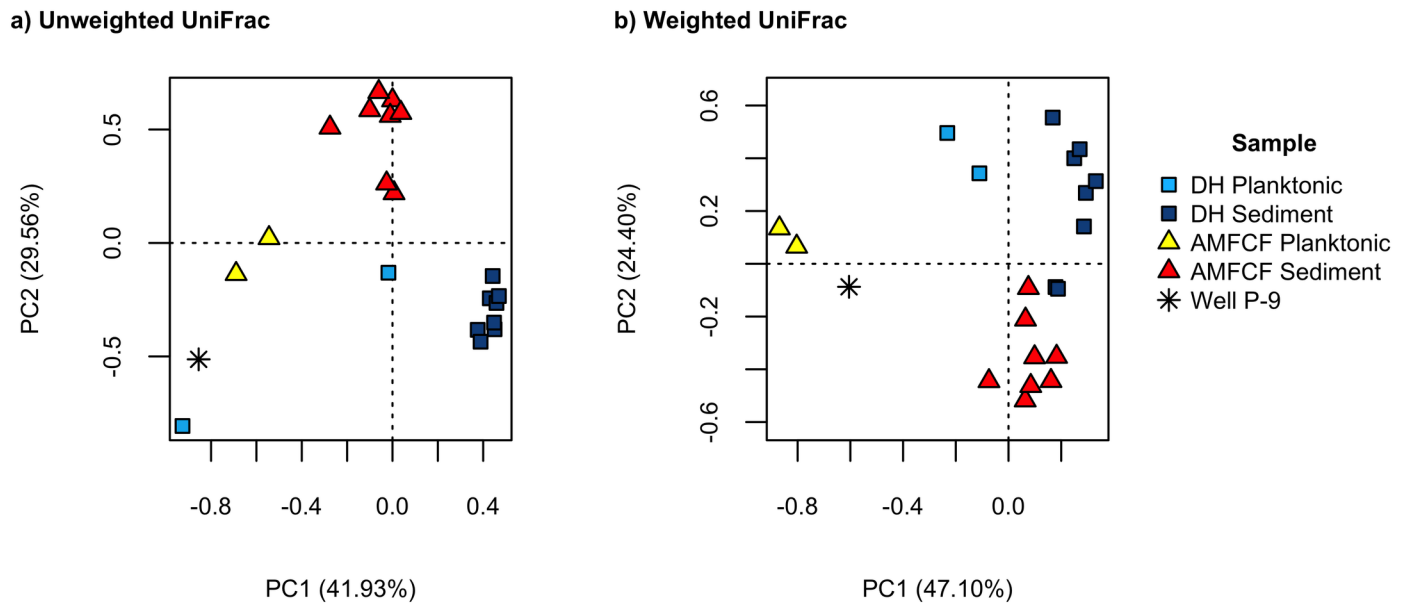 a) Unweighted UniFrac
b) Weighted UniFrac
PC2 (29.56%)
0.5
0.0
-0.5
-0.8
-0.4
0.0
0.4
PC1 (41.93%)
PC2 (24.40%)
0.6
0.2
-0.2
-0.6
-0.8
-0.4
0.0
PC1 (47.10%)
Sample
DH Planktonic
DH Sediment
AMFCF Planktonic
AMFCF Sediment
Well P-9